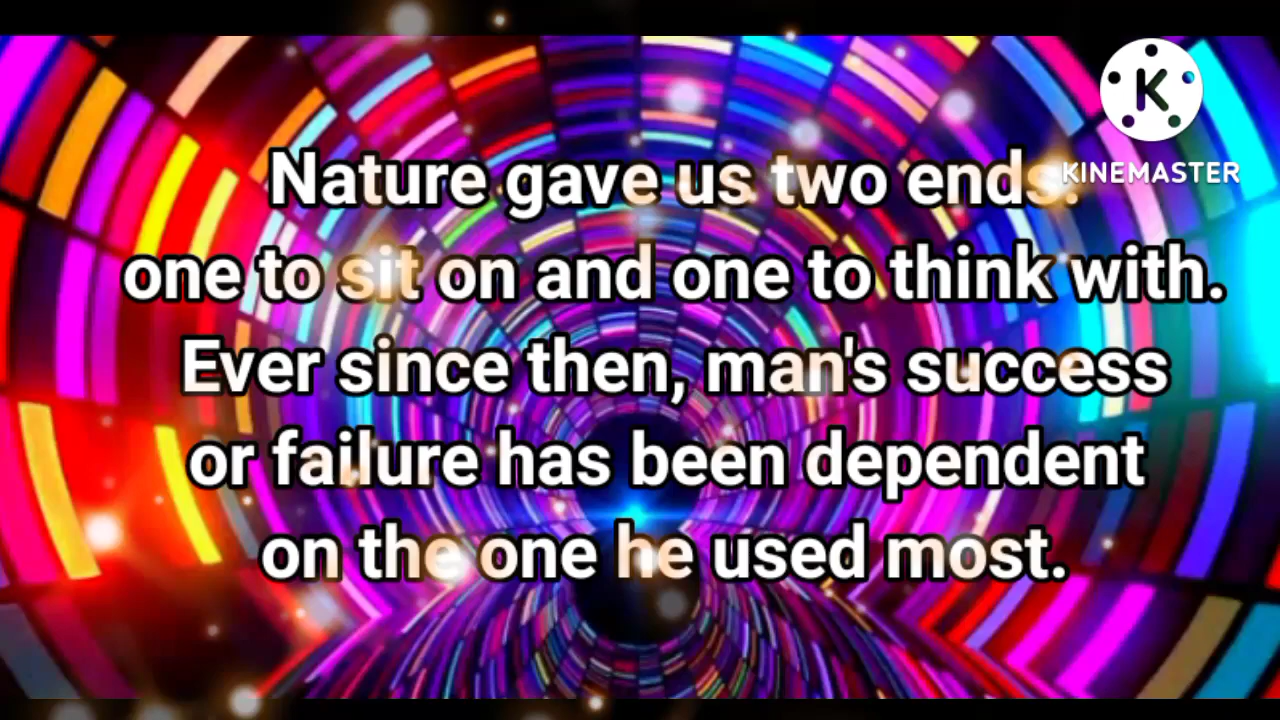 Nature gave us two ends.
one to sit on and one to think with.
Ever since then, man's success
or failure has been dependent
on the one he used most.
K
KINEMASTER